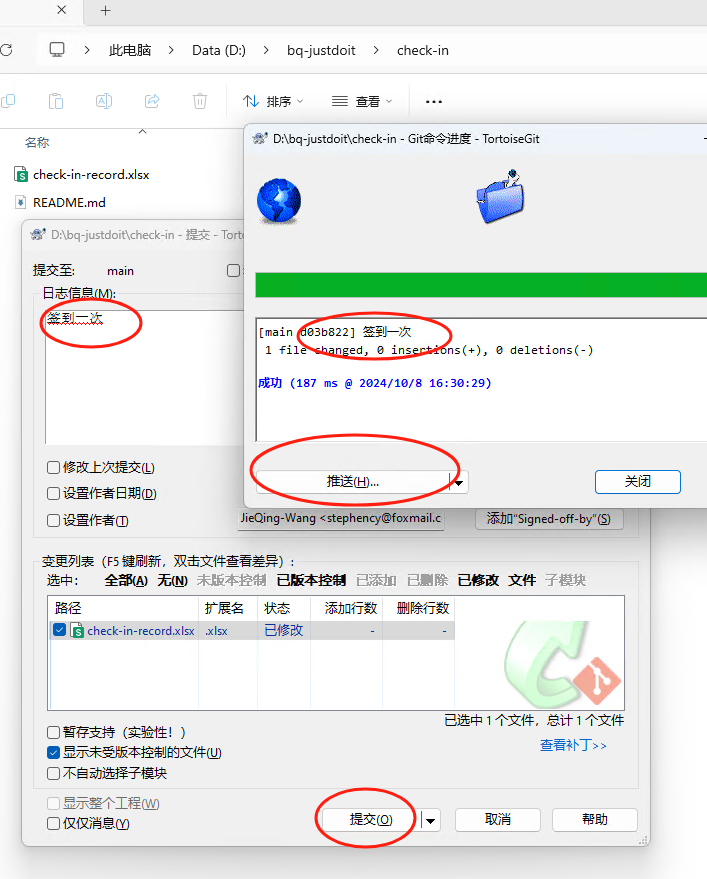 此电脑 > Data (D:) > bq-justdoit > check-in
排序 查看
名称
check-in-record.xlsx
README.md
D:\bq-justdoit\check-in - Git命令进度 - TortoiseGit
[main d03b822] 签到一次
1 file changed, 0 insertions(+), 0 deletions(-)
成功 (187 ms @ 2024/10/8 16:30:29)
推送(H)...
关闭
D:\bq-justdoit\check-in - 提交 - Tort
提交至: main
日志信息(M):
签到一次
修改上次提交(L)
设置作者日期(D)
设置作者(T)
JieQing-Wang <stephency@foxmail.c
添加"Signed-off-by"(S)
变更列表（F5 键刷新，双击文件查看差异）:
选中: 全部(A) 无(N) 未版本控制 已版本控制 已添加 已删除 已修改 文件 子模块
路径 扩展名 状态 添加行数 删除行数
check-in-record.xlsx .xlsx 已修改 - -
已选中 1 个文件，总计 1 个文件
查看补丁>>
暂存支持（实验性！）
显示未受版本控制的文件(U)
不自动选择子模块
显示整个工程(W)
仅仅消息(Y)
提交(O)
取消
帮助